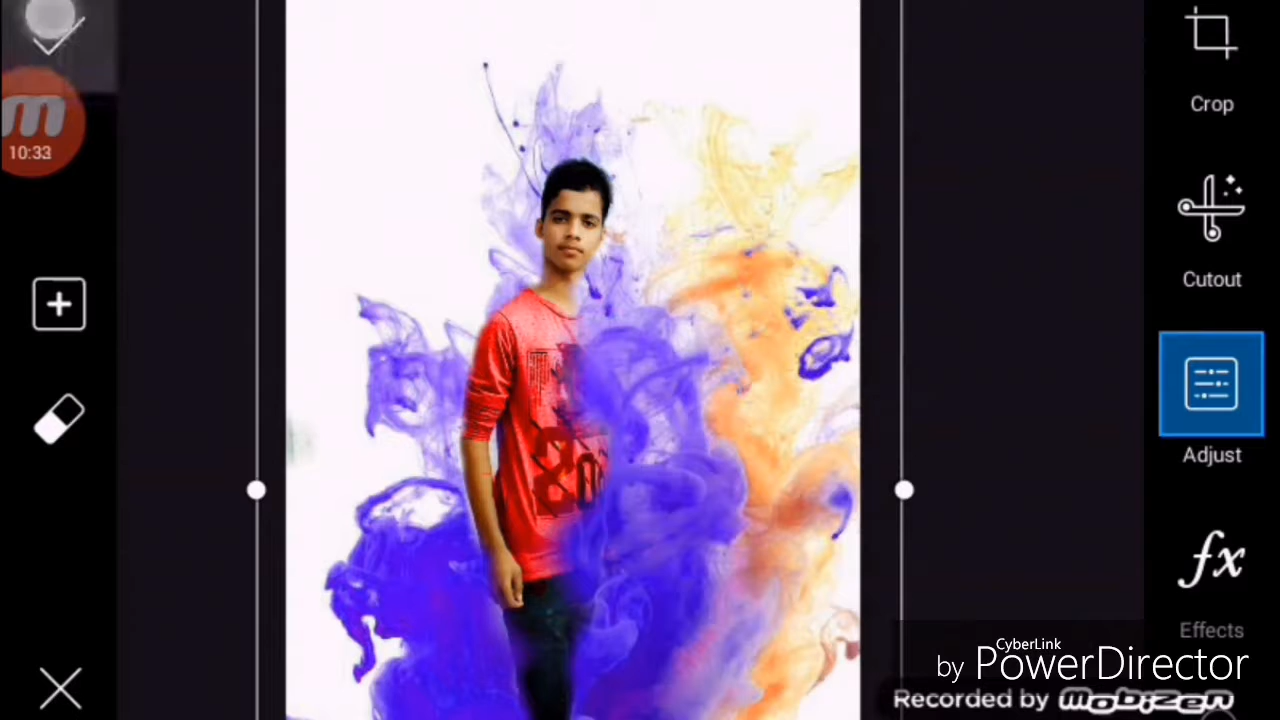 10:33
Crop
Cutout
Adjust
fx
Effects
CyberLink
by PowerDirector
Recorded by mobizen